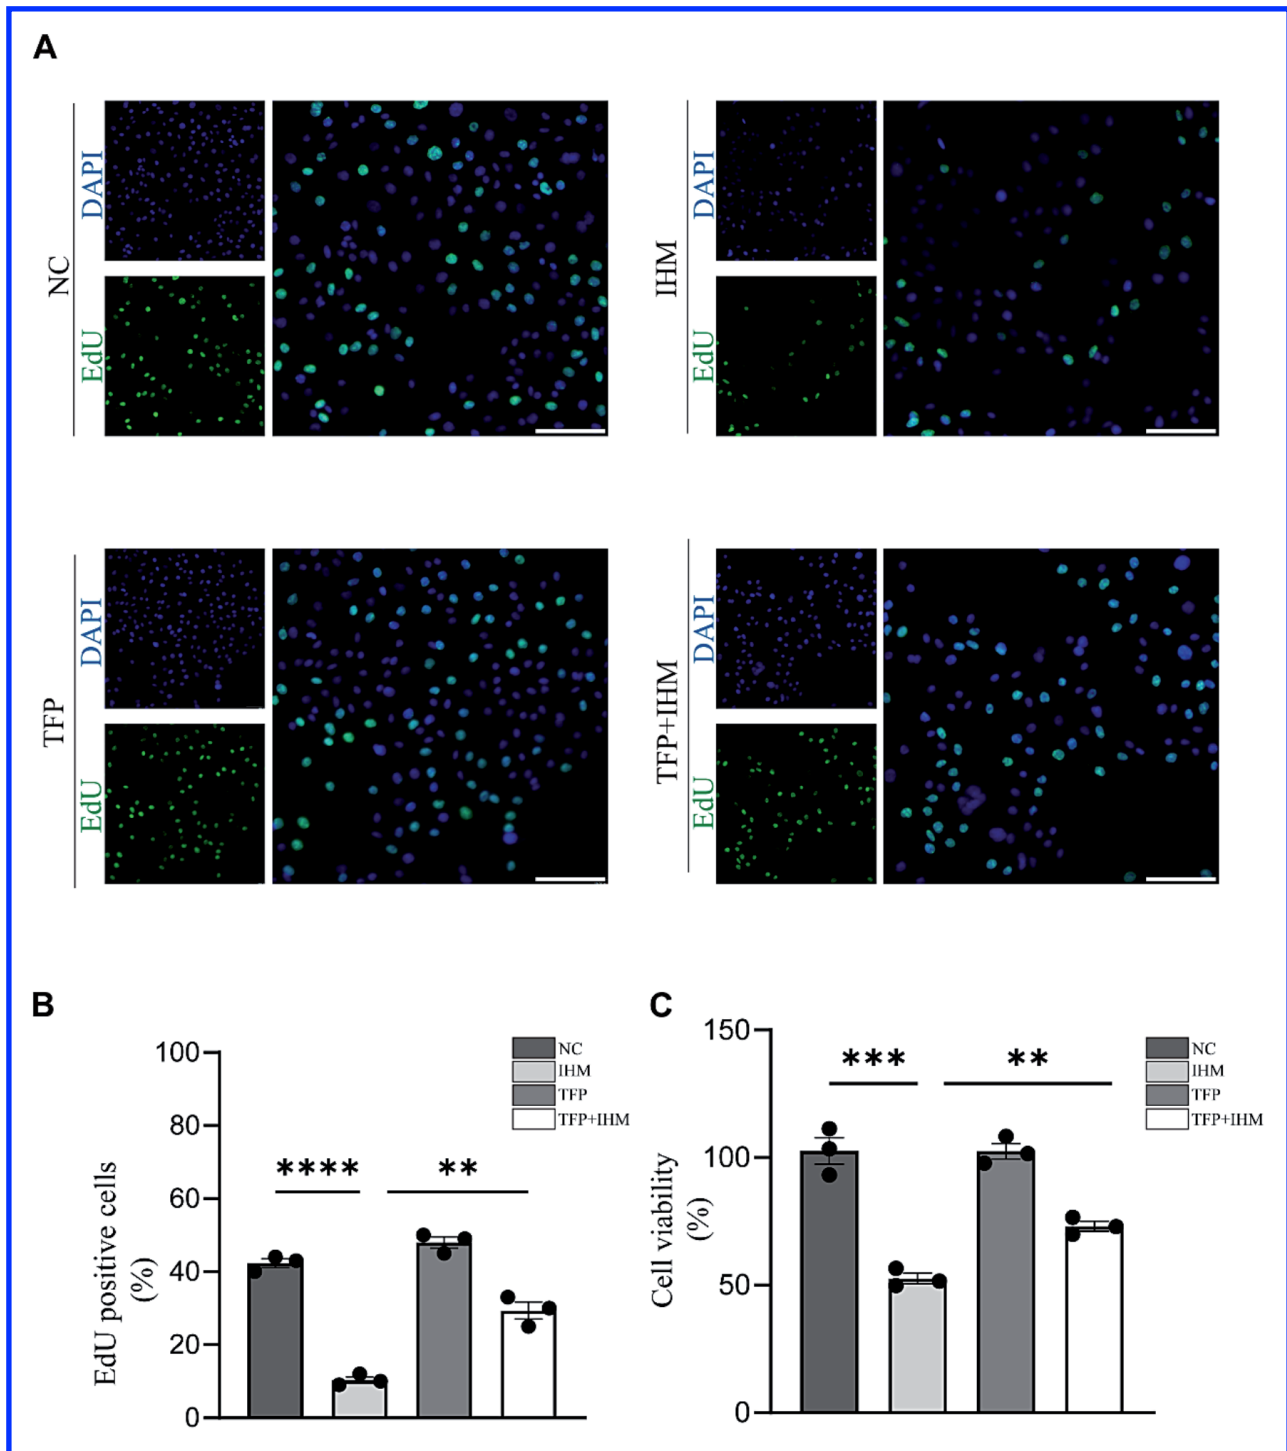 A
NC
DAPI
EdU
IHM
DAPI
EdU
TFP
DAPI
EdU
TFP+IHM
DAPI
EdU
B
EdU positive cells
(%)
100
80
60
40
20
0
****
**
NC
IHM
TFP
TFP+IHM
C
Cell viability
(%)
150
100
50
0
***
**
NC
IHM
TFP
TFP+IHM